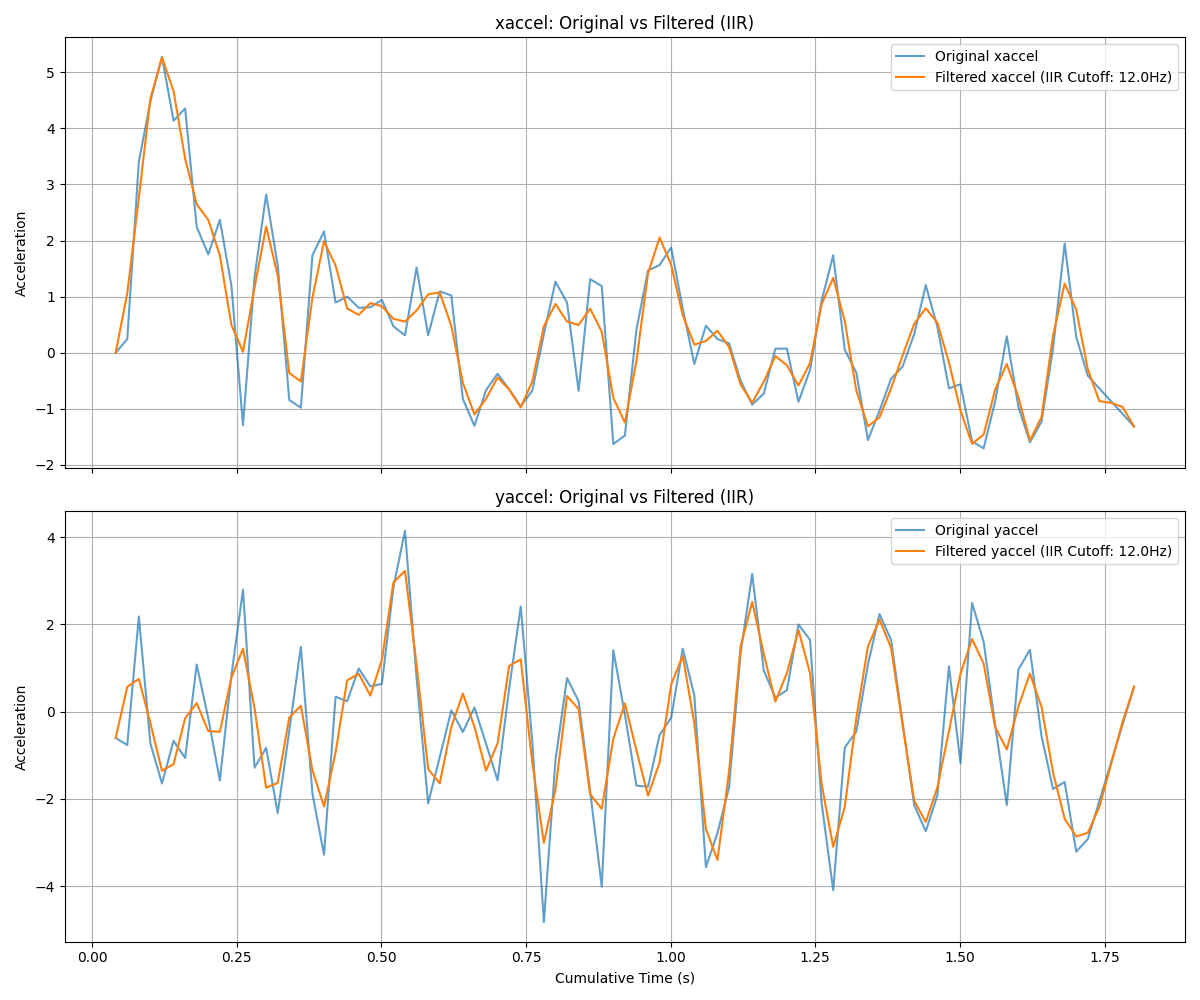 xaccel: Original vs Filtered (IIR)
Original xaccel
Filtered xaccel (IIR Cutoff: 12.0Hz)
Acceleration
5
4
3
2
1
0
−1
−2
yaccel: Original vs Filtered (IIR)
Original yaccel
Filtered yaccel (IIR Cutoff: 12.0Hz)
Acceleration
4
2
0
−2
−4
0.00 0.25 0.50 0.75 1.00 1.25 1.50 1.75
Cumulative Time (s)